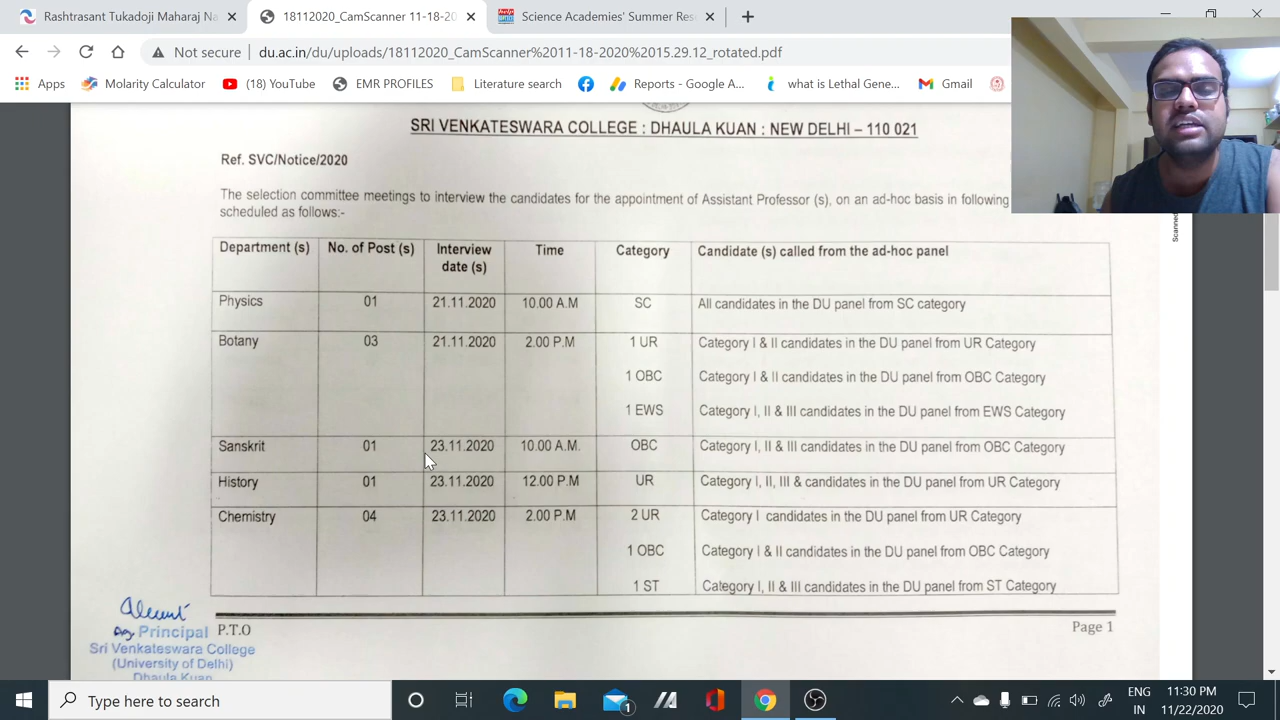 Rashtrasant Tukadoji Maharaj Na
18112020_CamScanner 11-18-20
Science Academies' Summer Res
Not secure
du.ac.in/du/uploads/18112020_CamScanner%2011-18-2020%2015.29.12_rotated.pdf
Apps
Molarity Calculator
(18) YouTube
EMR PROFILES
Literature search
Reports - Google A...
what is Lethal Gene...
Gmail
SRI VENKATESWARA COLLEGE : DHAULA KUAN : NEW DELHI – 110 021
Ref. SVC/Notice/2020
The selection committee meetings to interview the candidates for the appointment of Assistant Professor (s), on an ad-hoc basis in following
scheduled as follows:-
Scanned
Department (s) No. of Post (s) Interview date (s) Time Category Candidate (s) called from the ad-hoc panel
Physics 01 21.11.2020 10.00 A.M SC All candidates in the DU panel from SC category
Botany 03 21.11.2020 2.00 P.M 1 UR Category I & II candidates in the DU panel from UR Category
1 OBC Category I & II candidates in the DU panel from OBC Category
1 EWS Category I, II & III candidates in the DU panel from EWS Category
Sanskrit 01 23.11.2020 10.00 A.M. OBC Category I, II & III candidates in the DU panel from OBC Category
History 01 23.11.2020 12.00 P.M UR Category I, II, III & candidates in the DU panel from UR Category
Chemistry 04 23.11.2020 2.00 P.M 2 UR Category I candidates in the DU panel from UR Category
1 OBC Category I & II candidates in the DU panel from OBC Category
1 ST Category I, II & III candidates in the DU panel from ST Category
Principal
P.T.O
Page 1
Sri Venkateswara College
(University of Delhi)
Dhaula Kuan
Type here to search
1
ENG
IN
11:30 PM
11/22/2020